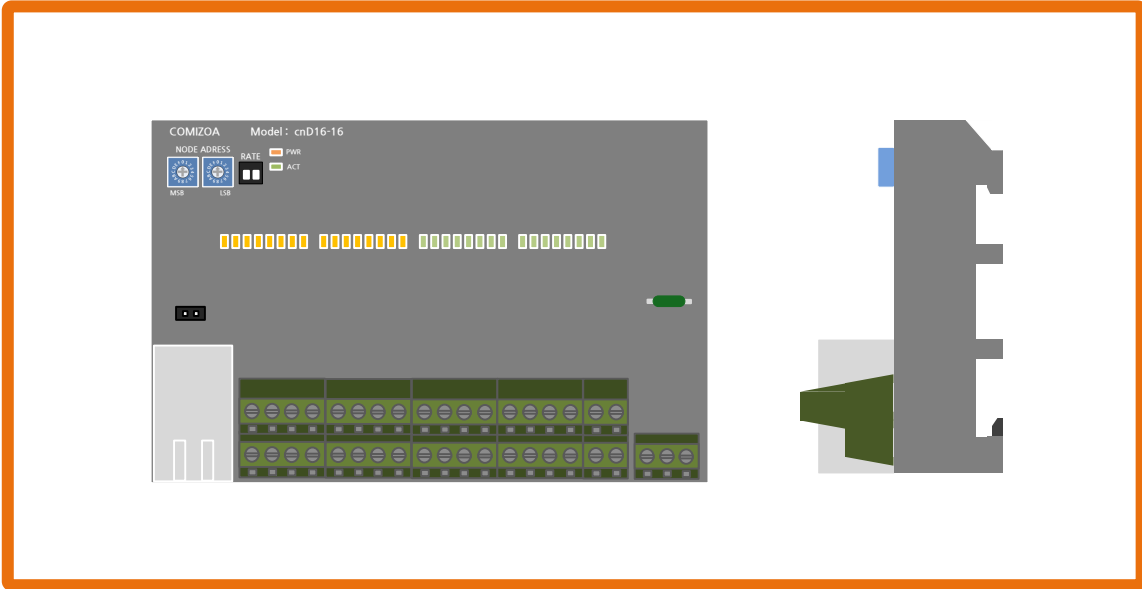 COMIZOA Model : cnD16-16
NODE ADRESS
RATE
PWR
ACT
MSB
LSB